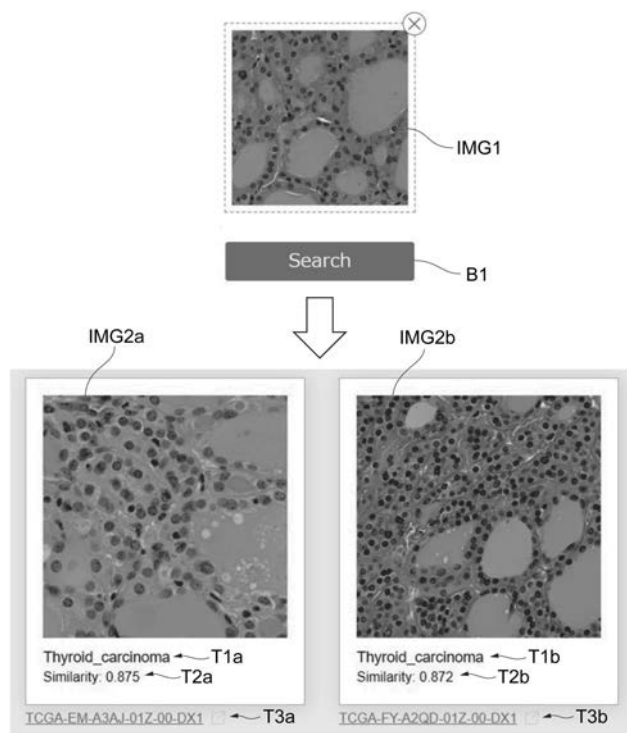 IMG1
Search
B1
IMG2a
IMG2b
Thyroid_carcinoma T1a
Similarity: 0.875 T2a
TCGA-EM-A3AJ-01Z-00-DX1 T3a
Thyroid_carcinoma T1b
Similarity: 0.872 T2b
TCGA-FY-A2QD-01Z-00-DX1 T3b